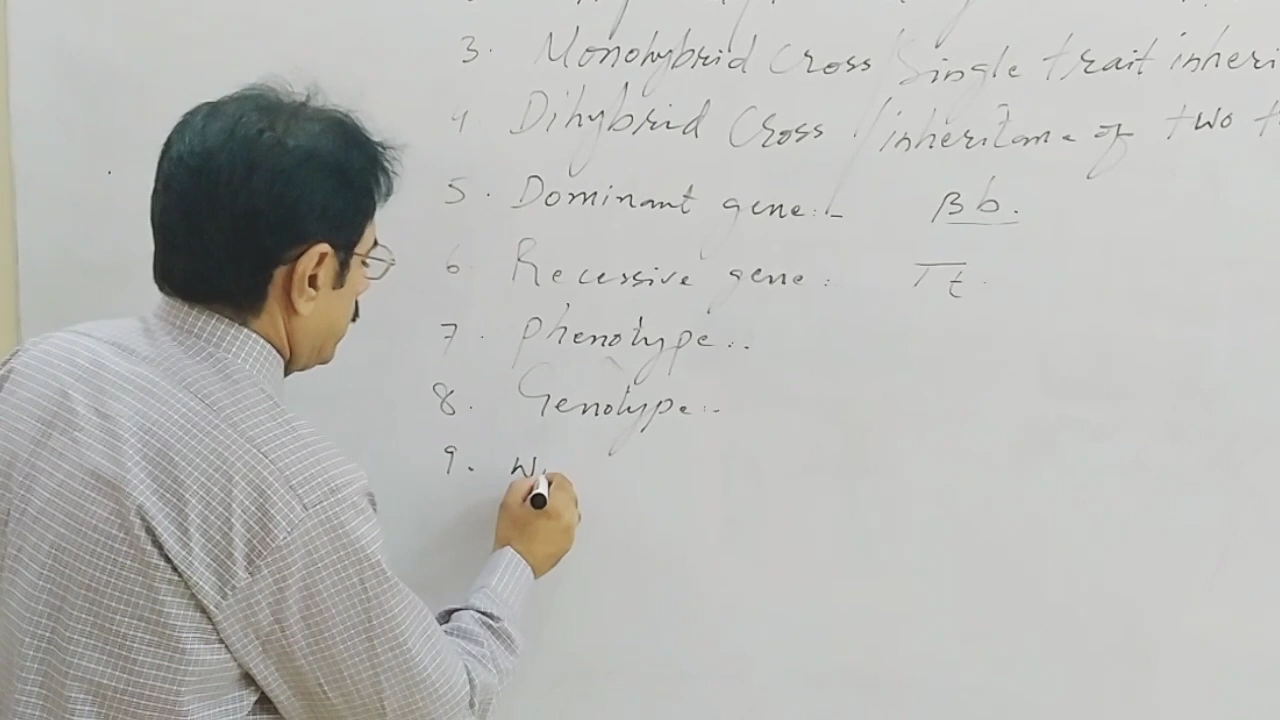 3. Monohybrid Cross / Single trait inheri
4 Dihybrid Cross / inheritance of two t
5. Dominant gene:- Bb.
6 Recessive gene: Tt.
7. Phenotype:.
8. Genotype:-
9. W